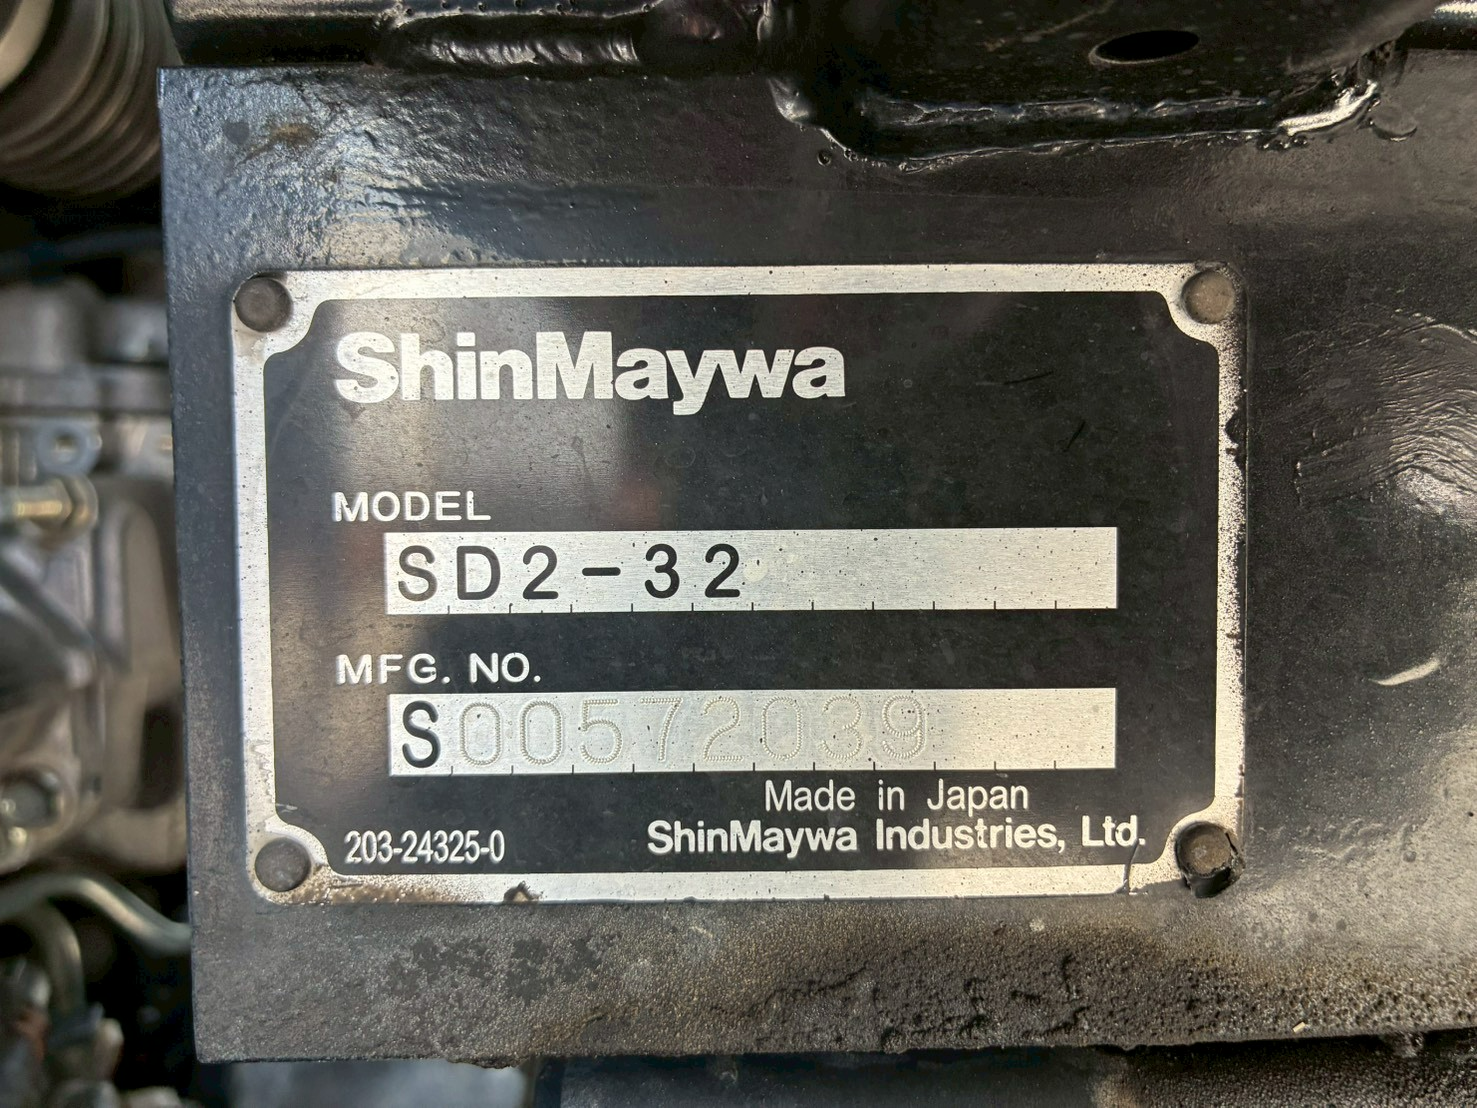 ShinMaywa
MODEL
SD2-32
MFG. NO.
S00572039
Made in Japan
203-24325-0
ShinMaywa Industries, Ltd.